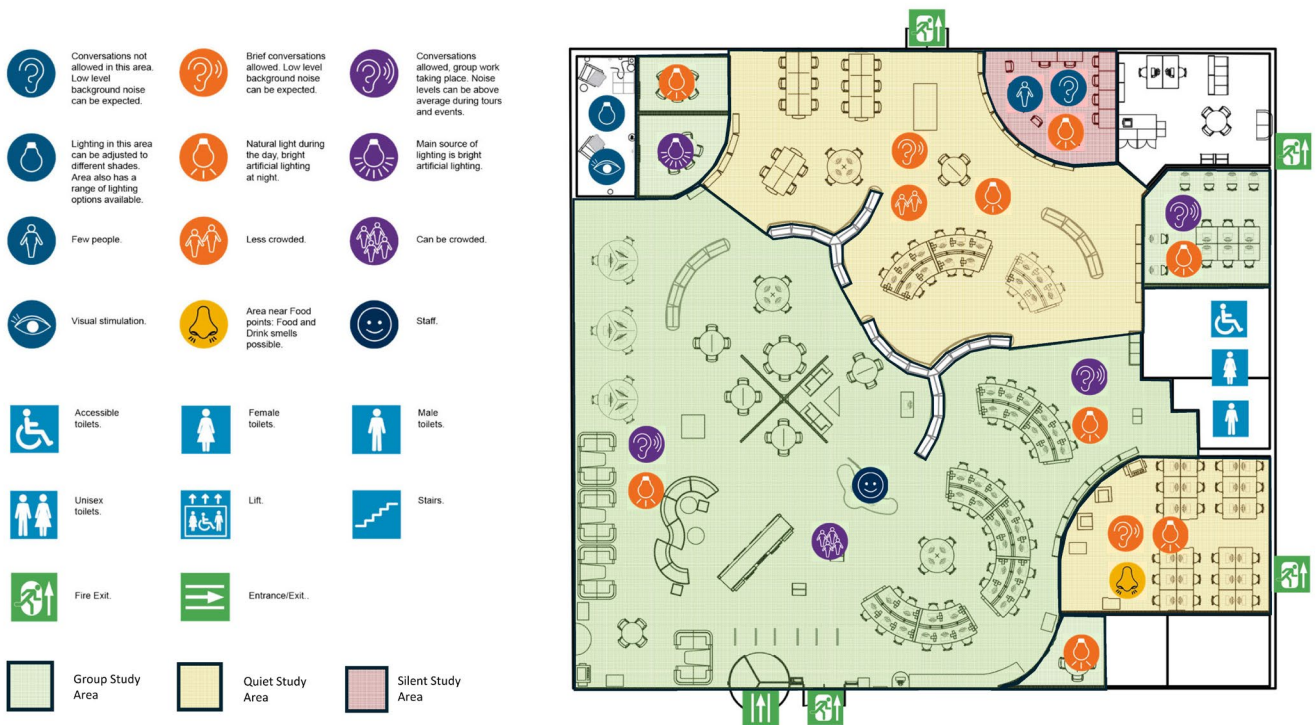 Conversations not
allowed in this area.
Low level
background noise
can be expected.
Brief conversations
allowed. Low level
background noise
can be expected.
Conversations
allowed, group work
taking place. Noise
levels can be above
average during tours
and events.
Lighting in this area
can be adjusted to
different shades.
Area also has a
range of lighting
options available.
Natural light during
the day, bright
artificial lighting
at night.
Main source of
lighting is bright
artificial lighting.
Few people.
Less crowded.
Can be crowded.
Visual stimulation.
Area near Food
points: Food and
Drink smells
possible.
Staff.
Accessible
toilets.
Female
toilets.
Male
toilets.
Unisex
toilets.
Lift.
Stairs.
Fire Exit.
Entrance/Exit..
Group Study
Area
Quiet Study
Area
Silent Study
Area